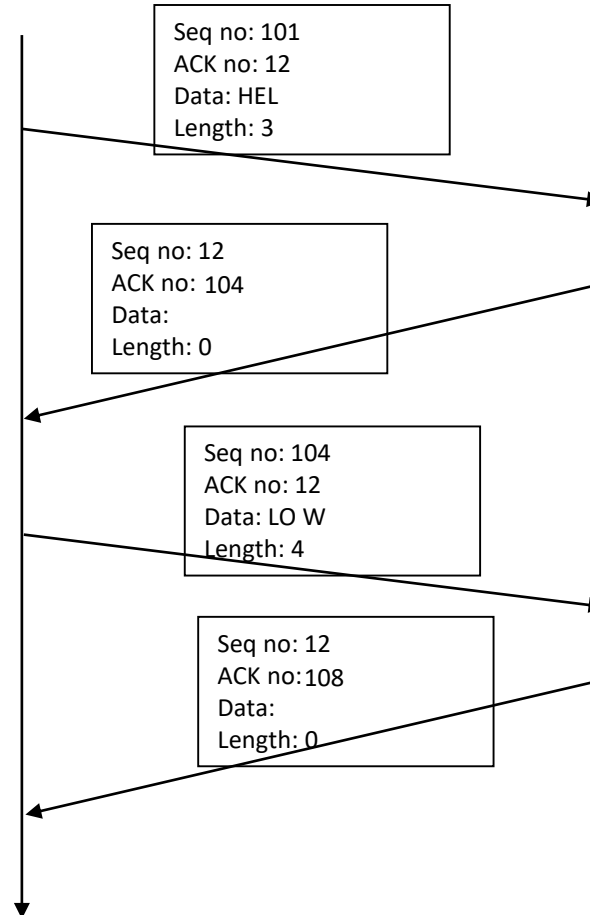 Seq no: 101
ACK no: 12
Data: HEL
Length: 3
Seq no: 12
ACK no: 104
Data:
Length: 0
Seq no: 104
ACK no: 12
Data: LO W
Length: 4
Seq no: 12
ACK no: 108
Data:
Length: 0